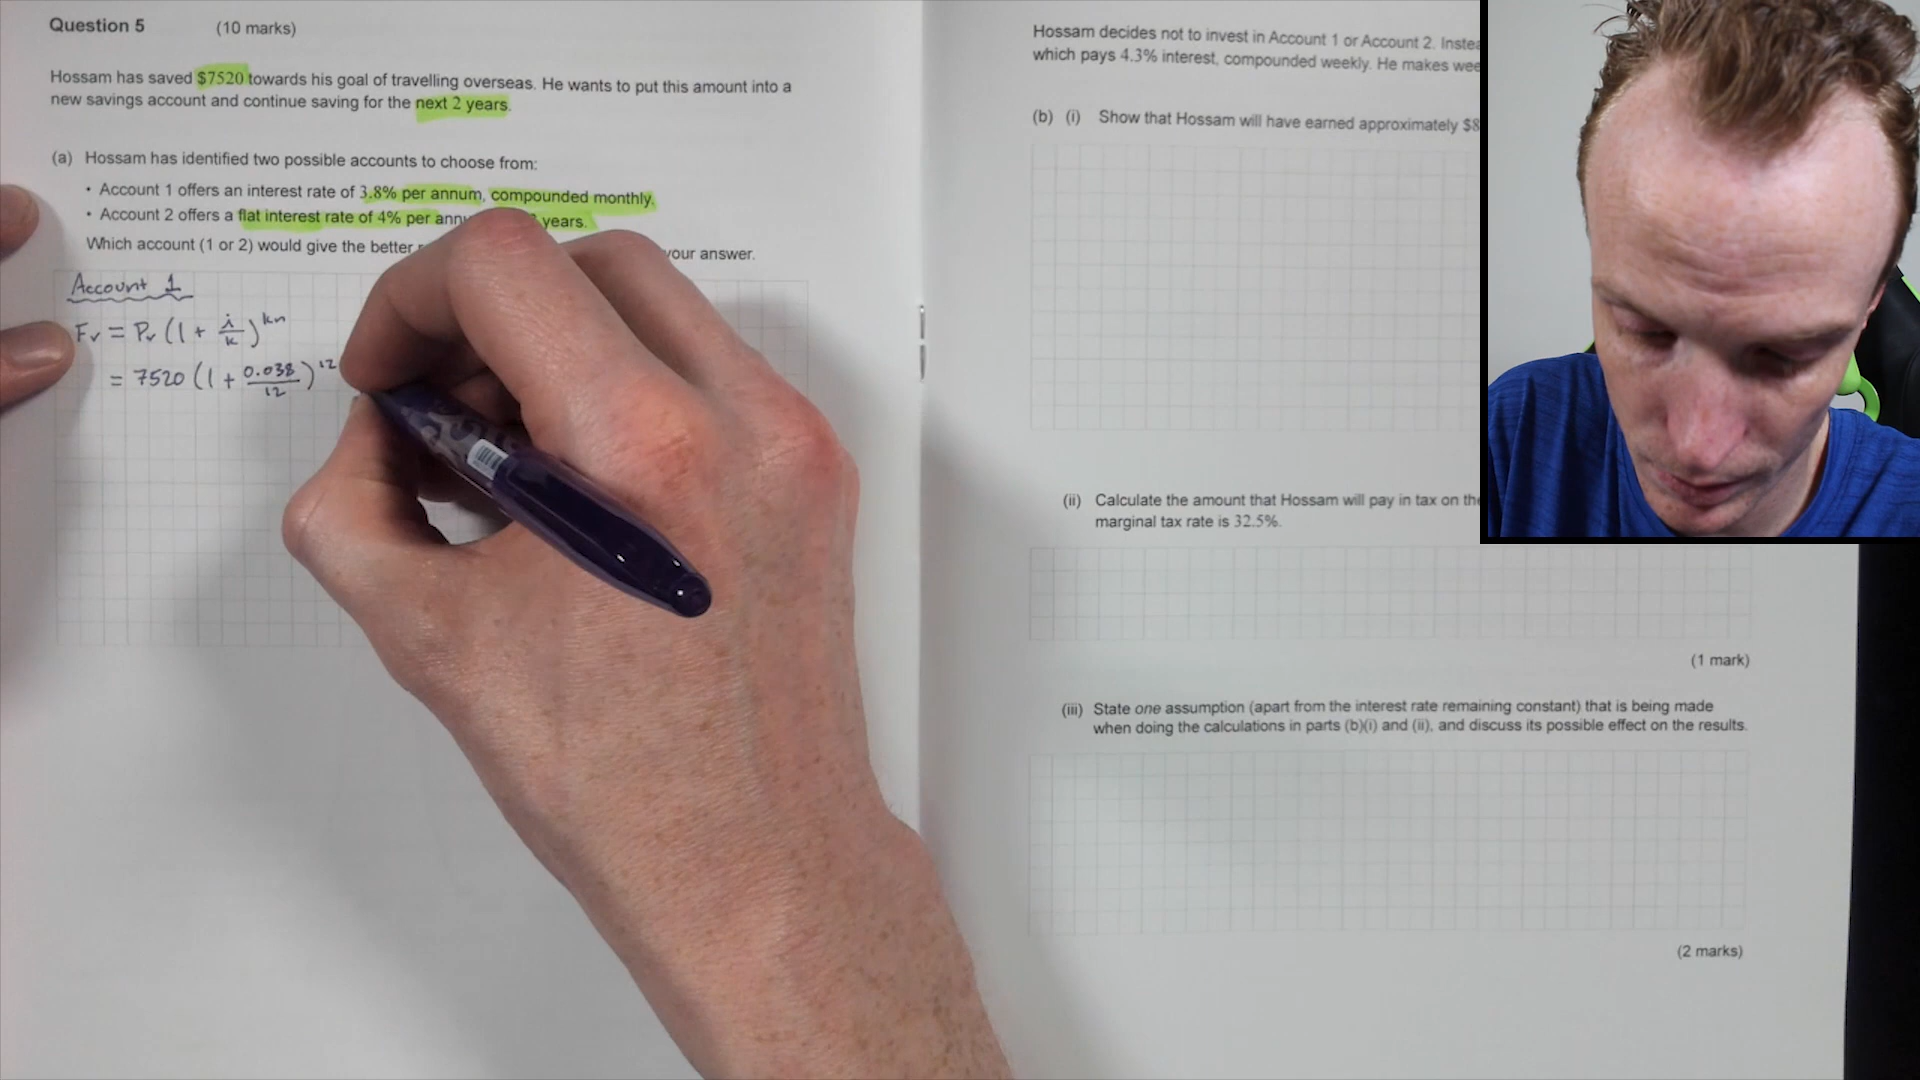 Question 5 (10 marks)
Hossam has saved $7520 towards his goal of travelling overseas. He wants to put this amount into a
new savings account and continue saving for the next 2 years.
(a) Hossam has identified two possible accounts to choose from:
• Account 1 offers an interest rate of 3.8% per annum, compounded monthly.
• Account 2 offers a flat interest rate of 4% per years.
Which account (1 or 2) would give the better your answer.
Account 1
Fv = Pv (1 + i/k)^kn
= 7520 (1 + 0.038/12)^12
Hossam decides not to invest in Account 1 or Account 2.
which pays 4.3% interest, compounded weekly. He makes
(b) (i) Show that Hossam will have earned approximately
(ii) Calculate the amount that Hossam will pay in tax on
marginal tax rate is 32.5%.
(1 mark)
(iii) State one assumption (apart from the interest rate remaining constant) that is being made
when doing the calculations in parts (b)(i) and (ii), and discuss its possible effect on the results.
(2 marks)